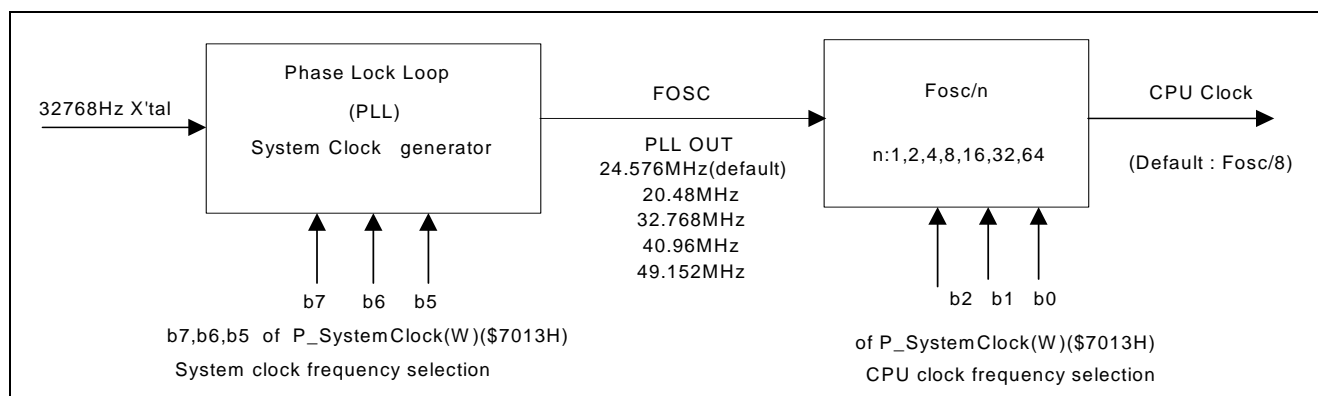 Phase Lock Loop
(PLL)
System Clock generator
32768Hz X'tal
b7 b6 b5
b7,b6,b5 of P_SystemClock(W)($7013H)
System clock frequency selection
FOSC
PLL OUT
24.576MHz(default)
20.48MHz
32.768MHz
40.96MHz
49.152MHz
Fosc/n
n:1,2,4,8,16,32,64
b2 b1 b0
of P_SystemClock(W)($7013H)
CPU clock frequency selection
CPU Clock
(Default : Fosc/8)